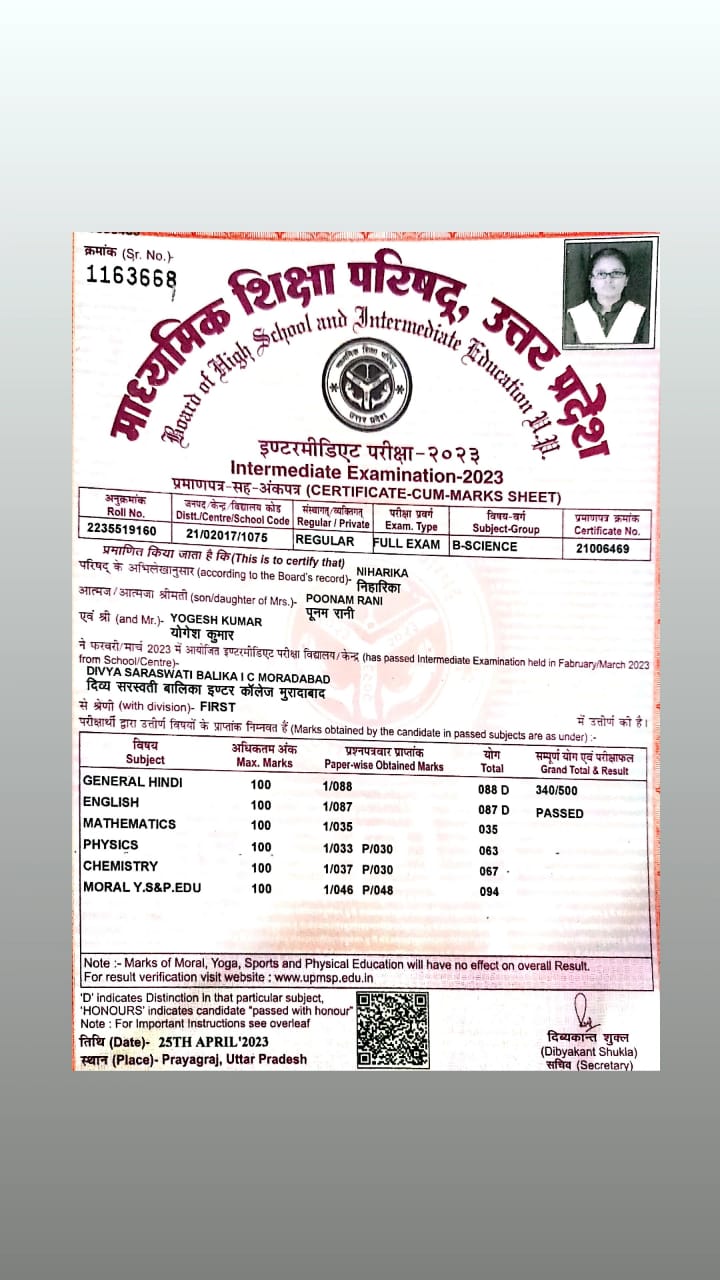 क्रमांक (Sr. No.)-
1163668
माध्यमिक शिक्षा परिषद्, उत्तर प्रदेश
Board of High School and Intermediate Education U.P.
माध्यमिक शिक्षा परिषद
उत्तर प्रदेश
इण्टरमीडिएट परीक्षा-२०२३
Intermediate Examination-2023
प्रमाणपत्र-सह-अंकपत्र (CERTIFICATE-CUM-MARKS SHEET)
अनुक्रमांक जनपद/केन्द्र/विद्यालय कोड संस्थागत/व्यक्तिगत परीक्षा प्रवर्ग विषय-वर्ग प्रमाणपत्र क्रमांक
Roll No. Distt./Centre/School Code Regular / Private Exam. Type Subject-Group Certificate No.
2235519160 21/02017/1075 REGULAR FULL EXAM B-SCIENCE 21006469
प्रमाणित किया जाता है कि (This is to certify that)
परिषद के अभिलेखानुसार (according to the Board's record)- NIHARIKA
निहारिका
आत्मज/आत्मजा श्रीमती (son/daughter of Mrs.)- POONAM RANI
पूनम रानी
एवं श्री (and Mr.)- YOGESH KUMAR
योगेश कुमार
ने फरवरी/मार्च 2023 में आयोजित इण्टरमीडिएट परीक्षा विद्यालय/केन्द्र (has passed Intermediate Examination held in Fabruary/March 2023
from School/Centre)-
DIVYA SARASWATI BALIKA I C MORADABAD
दिव्य सरस्वती बालिका इण्टर कॉलेज मुरादाबाद
से श्रेणी (with division)- FIRST में उत्तीर्ण की है।
परीक्षार्थी द्वारा उत्तीर्ण विषयों के प्राप्तांक निम्नवत हैं (Marks obtained by the candidate in passed subjects are as under) :-
विषय अधिकतम अंक प्रश्नपत्रवार प्राप्तांक योग सम्पूर्ण योग एवं परीक्षाफल
Subject Max. Marks Paper-wise Obtained Marks Total Grand Total & Result
GENERAL HINDI 100 1/088 088 D 340/500
ENGLISH 100 1/087 087 D PASSED
MATHEMATICS 100 1/035 035
PHYSICS 100 1/033 P/030 063 -
CHEMISTRY 100 1/037 P/030 067
MORAL Y.S&P.EDU 100 1/046 P/048 094
Note :- Marks of Moral, Yoga, Sports and Physical Education will have no effect on overall Result.
For result verification visit website : www.upmsp.edu.in
'D' indicates Distinction in that particular subject,
'HONOURS' indicates candidate "passed with honour"
Note : For Important Instructions see overleaf
तिथि (Date)- 25TH APRIL'2023
स्थान (Place)- Prayagraj, Uttar Pradesh
दिब्यकान्त शुक्ल
(Dibyakant Shukla)
सचिव (Secretary)